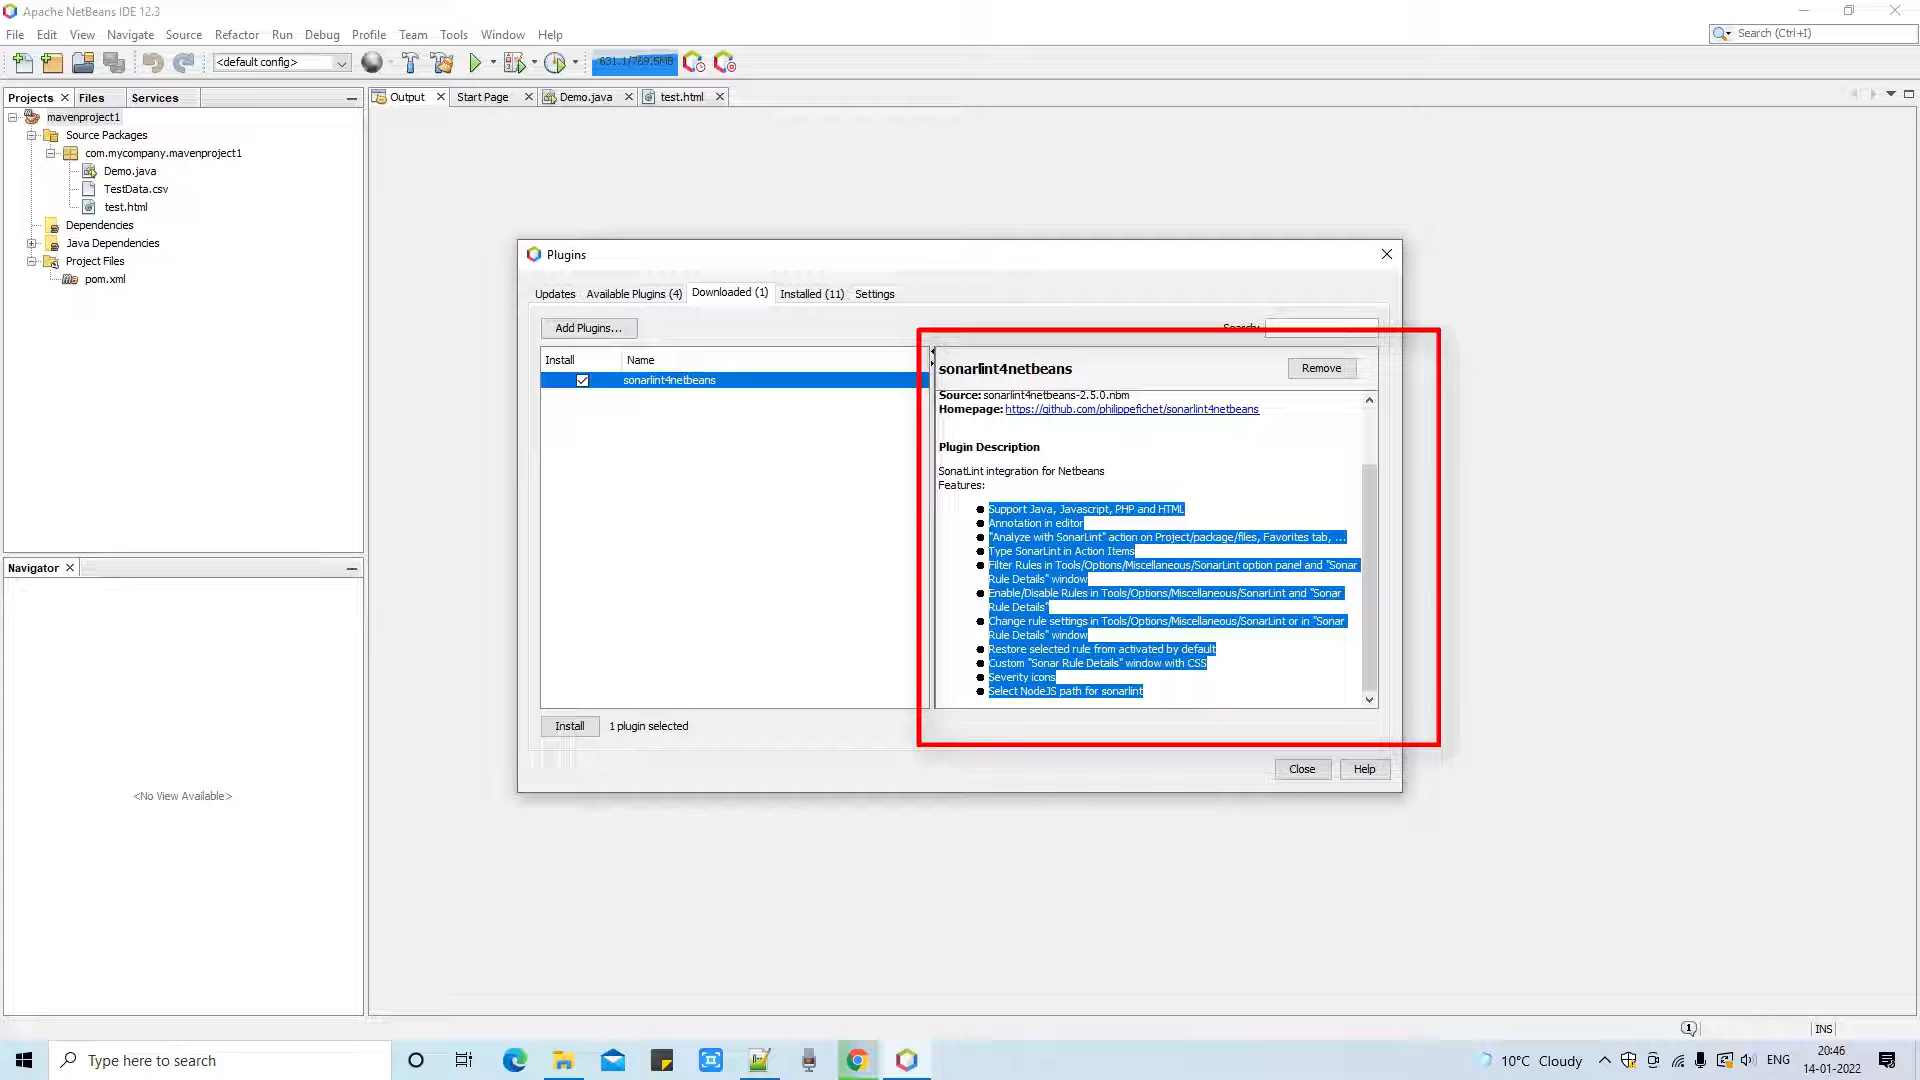 Apache NetBeans IDE 12.3
File Edit View Navigate Source Refactor Run Debug Profile Team Tools Window Help
Search (Ctrl+I)
<default config>
631.1/769.5MB
Projects Files Services
Output Start Page Demo.java test.html
mavenproject1
Source Packages
com.mycompany.mavenproject1
Demo.java
TestData.csv
test.html
Dependencies
Java Dependencies
Project Files
pom.xml
Navigator
<No View Available>
Plugins
Updates Available Plugins (4) Downloaded (1) Installed (11) Settings
Add Plugins...
Search:
Install Name
sonarlint4netbeans
sonarlint4netbeans
Remove
Source: sonarlint4netbeans-2.5.0.nbm
Homepage: https://github.com/philippefichet/sonarlint4netbeans
Plugin Description
SonatLint integration for Netbeans
Features:
Support Java, Javascript, PHP and HTML
Annotation in editor
"Analyze with SonarLint" action on Project/package/files, Favorites tab, ...
Type SonarLint in Action Items
Filter Rules in Tools/Options/Miscellaneous/SonarLint option panel and "Sonar
Rule Details" window
Enable/Disable Rules in Tools/Options/Miscellaneous/SonarLint and "Sonar
Rule Details"
Change rule settings in Tools/Options/Miscellaneous/SonarLint or in "Sonar
Rule Details" window
Restore selected rule from activated by default
Custom "Sonar Rule Details" window with CSS
Severity icons
Select NodeJS path for sonarlint
Install 1 plugin selected
Close Help
1 INS
Type here to search
10°C Cloudy
ENG
20:46
14-01-2022